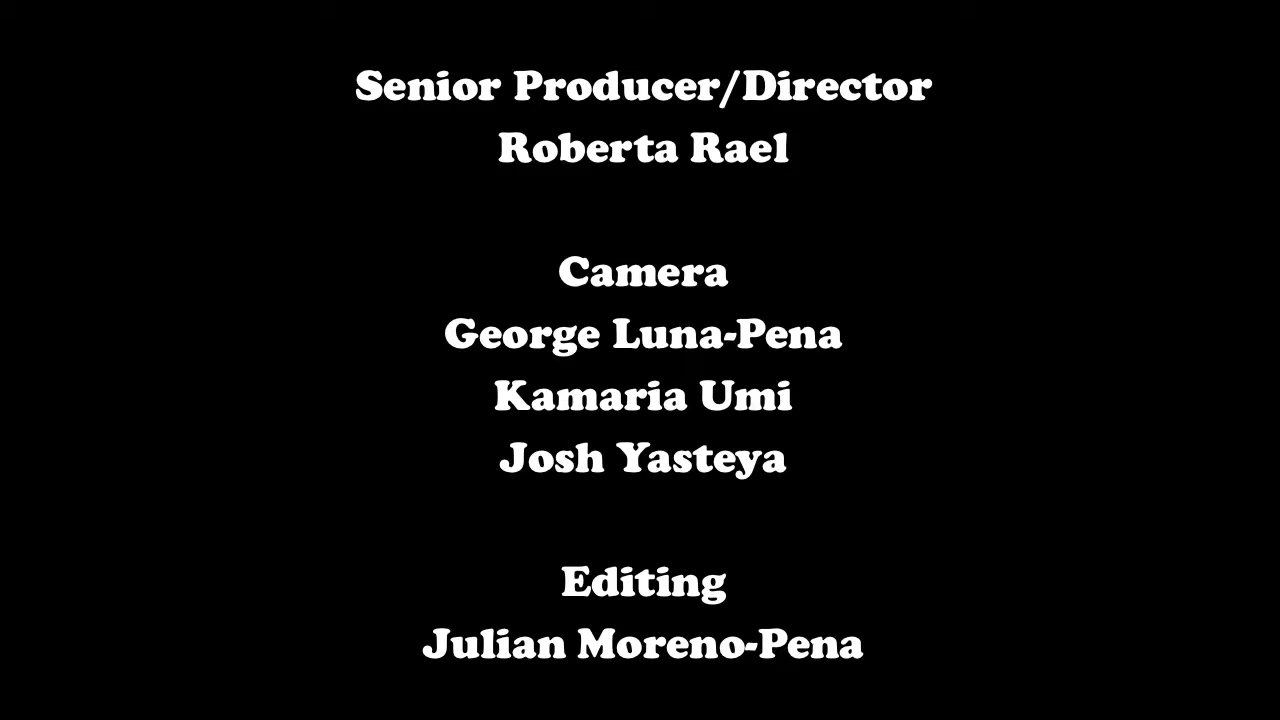 Senior Producer/Director
Roberta Rael
Camera
George Luna-Pena
Kamaria Umi
Josh Yasteya
Editing
Julian Moreno-Pena